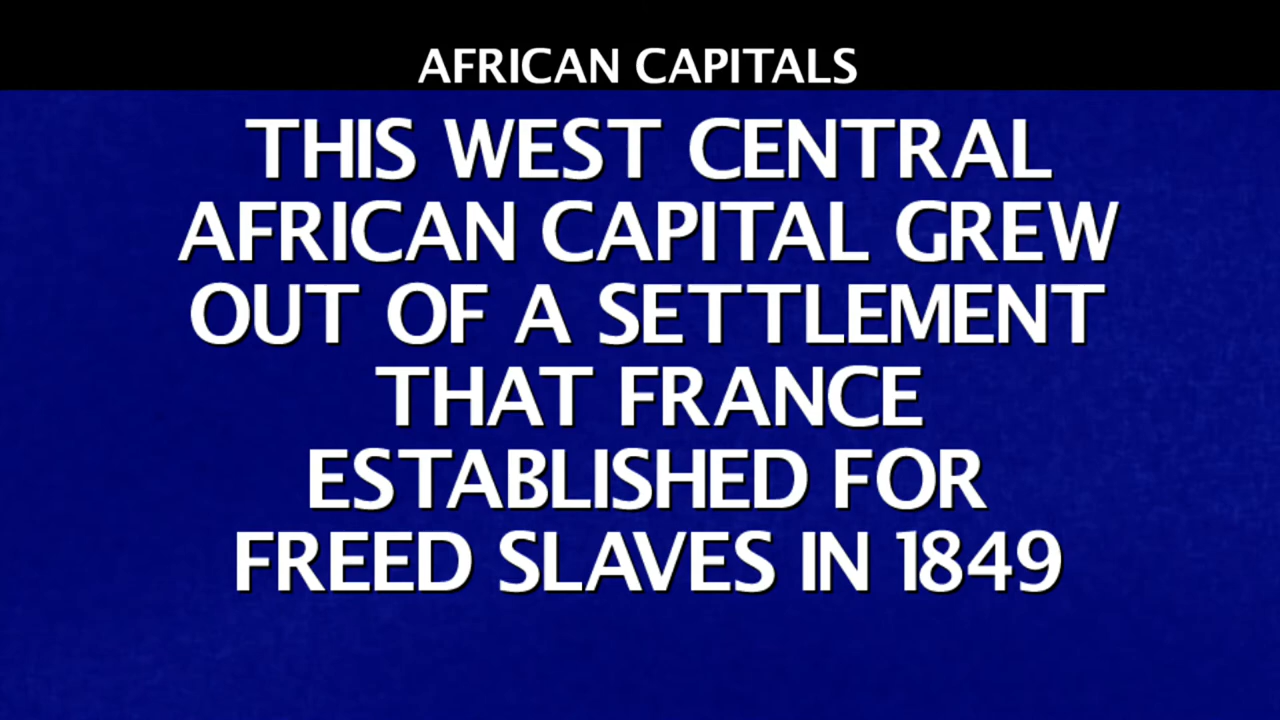 AFRICAN CAPITALS
THIS WEST CENTRAL
AFRICAN CAPITAL GREW
OUT OF A SETTLEMENT
THAT FRANCE
ESTABLISHED FOR
FREED SLAVES IN 1849